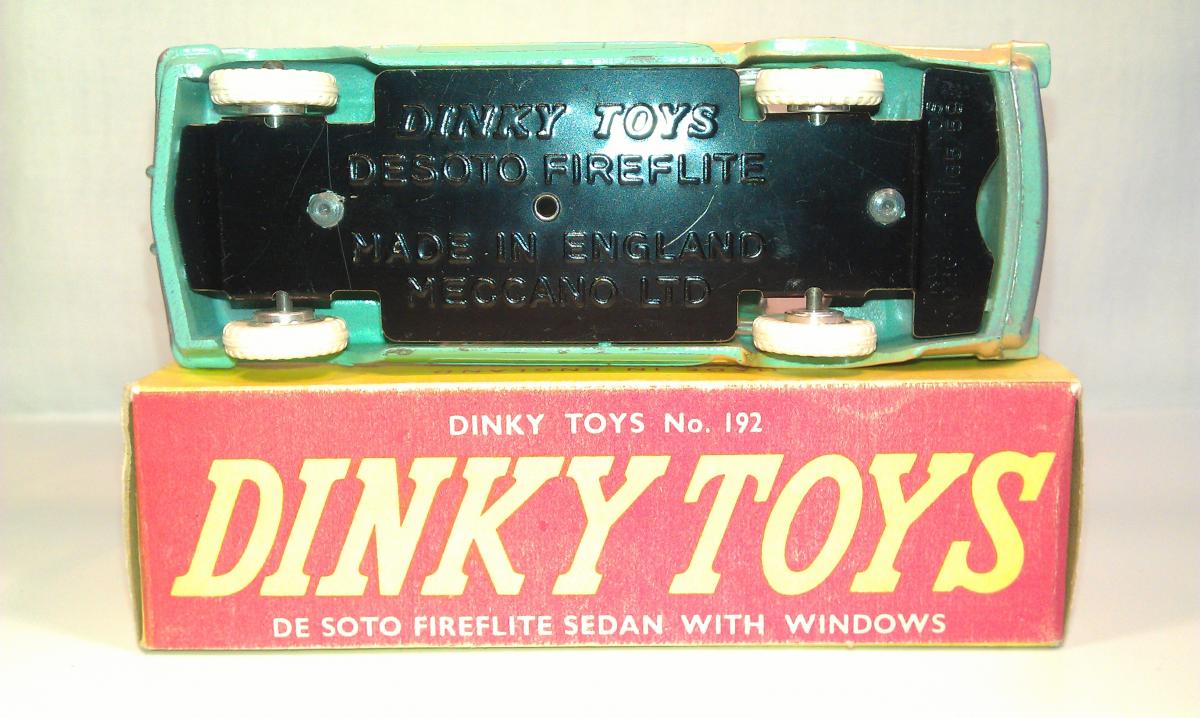 DINKY TOYS
DESOTO FIREFLITE
MADE IN ENGLAND
MECCANO LTD
DINKY TOYS No. 192
DINKY TOYS
DE SOTO FIREFLITE SEDAN WITH WINDOWS